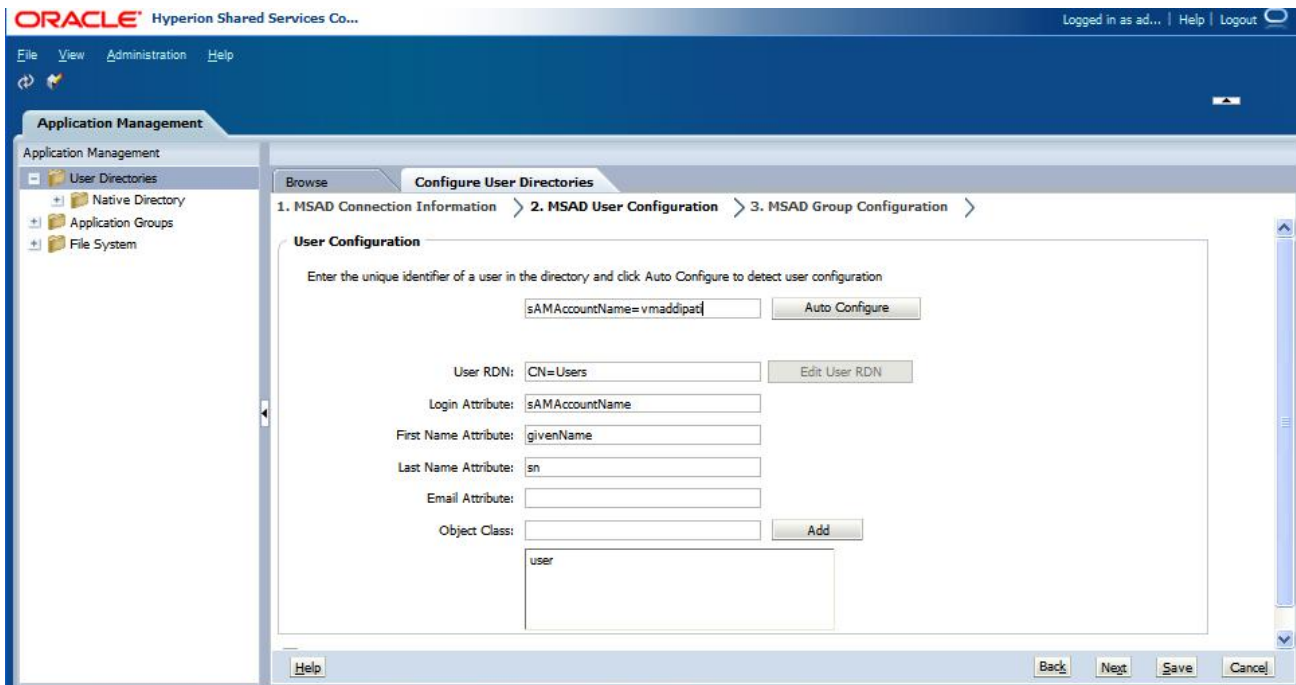 ORACLE Hyperion Shared Services Co... Logged in as ad... | Help | Logout
File View Administration Help
Application Management
Application Management
User Directories
Native Directory
Application Groups
File System
Browse Configure User Directories
1. MSAD Connection Information 2. MSAD User Configuration 3. MSAD Group Configuration
User Configuration
Enter the unique identifier of a user in the directory and click Auto Configure to detect user configuration
sAMAccountName=vmaddipati Auto Configure
User RDN: CN=Users Edit User RDN
Login Attribute: sAMAccountName
First Name Attribute: givenName
Last Name Attribute: sn
Email Attribute:
Object Class: Add
user
Help Back Next Save Cancel